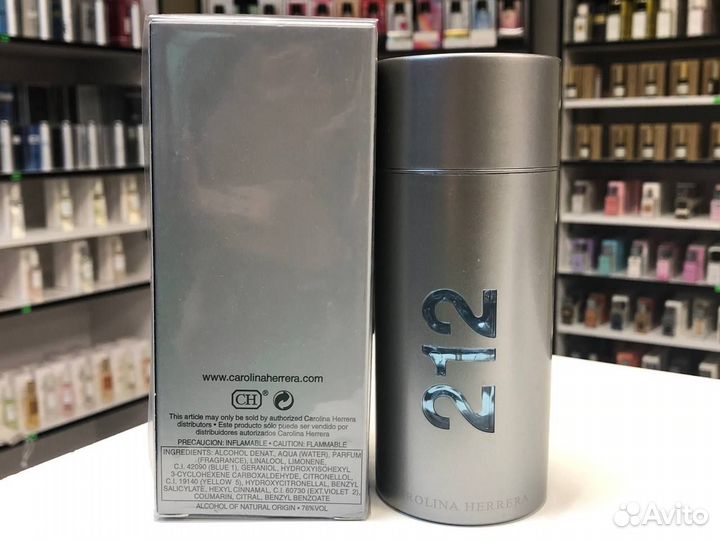 www.carolinaherrera.com
CH®
This article may only be sold by authorized Carolina Herrera
distributors • Este producto sólo puede ser vendido por
distribuidores autorizados Carolina Herrera
PRECAUCION: INFLAMABLE • CAUTION: FLAMMABLE
INGREDIENTS: ALCOHOL DENAT., AQUA (WATER), PARFUM
(FRAGRANCE), LINALOOL, LIMONENE,
C.I. 42090 (BLUE 1), GERANIOL, HYDROXYISOHEXYL
3-CYCLOHEXENE CARBOXALDEHYDE, CITRONELLOL,
C.I. 19140 (YELLOW 5), HYDROXYCITRONELLAL, BENZYL
SALICYLATE, HEXYL CINNAMAL, C.I. 60730 (EXT.VIOLET 2),
COUMARIN, CITRAL, BENZYL BENZOATE
ALCOHOL OF NATURAL ORIGIN • 76%VOL
212
ROLINA HERRERA
Avito